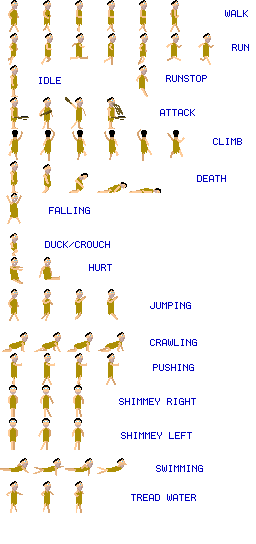 WALK
RUN
IDLE
RUNSTOP
ATTACK
CLIMB
DEATH
FALLING
DUCK/CROUCH
HURT
JUMPING
CRAWLING
PUSHING
SHIMMEY RIGHT
SHIMMEY LEFT
SWIMMING
TREAD WATER